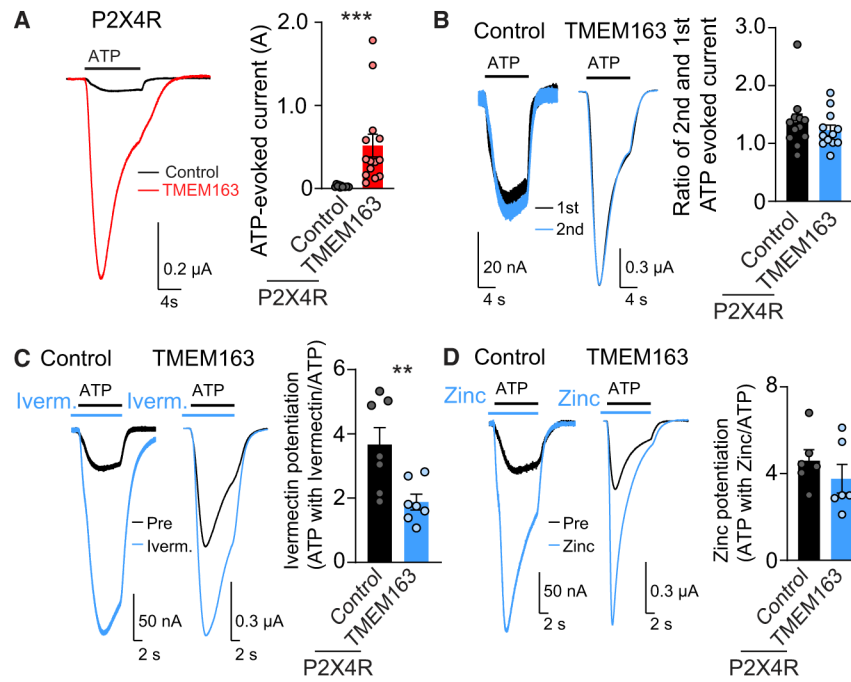 A
P2X4R
ATP
Control
TMEM163
0.2 µA
4s
***
ATP-evoked current (A)
2.0
1.0
0
Control
TMEM163
P2X4R
B
Control
TMEM163
ATP
ATP
1st
2nd
20 nA
4 s
0.3 µA
4 s
Ratio of 2nd and 1st
ATP evoked current
3.0
2.0
1.0
0
Control
TMEM163
P2X4R
C
Control
TMEM163
Iverm.
ATP
Iverm.
ATP
Pre
Iverm.
50 nA
2 s
0.3 µA
2 s
Ivermectin potentiation
(ATP with Ivermectin/ATP)
6
4
2
0
**
Control
TMEM163
P2X4R
D
Control
TMEM163
Zinc
ATP
Zinc
ATP
Pre
Zinc
50 nA
2 s
0.3 µA
2 s
Zinc potentiation
(ATP with Zinc/ATP)
8
4
0
Control
TMEM163
P2X4R